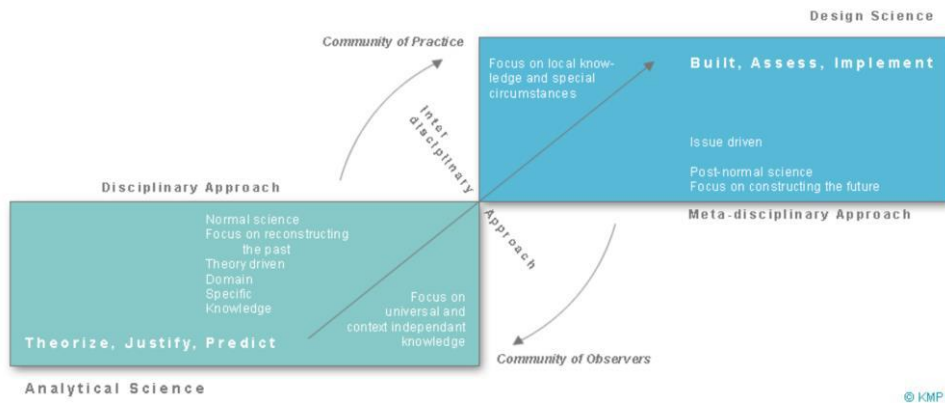 Design Science
Community of Practice
Focus on local know-
ledge and special
circumstances
Built, Assess, Implement
Inter
disciplinary
Issue driven
Post-normal science
Focus on constructing the future
Disciplinary Approach
Meta-disciplinary Approach
Approach
Normal science
Focus on reconstructing
the past
Theory driven
Domain
Specific
Knowledge
Focus on
universal and
context independant
knowledge
Theorize, Justify, Predict
Community of Observers
Analytical Science
© KMP